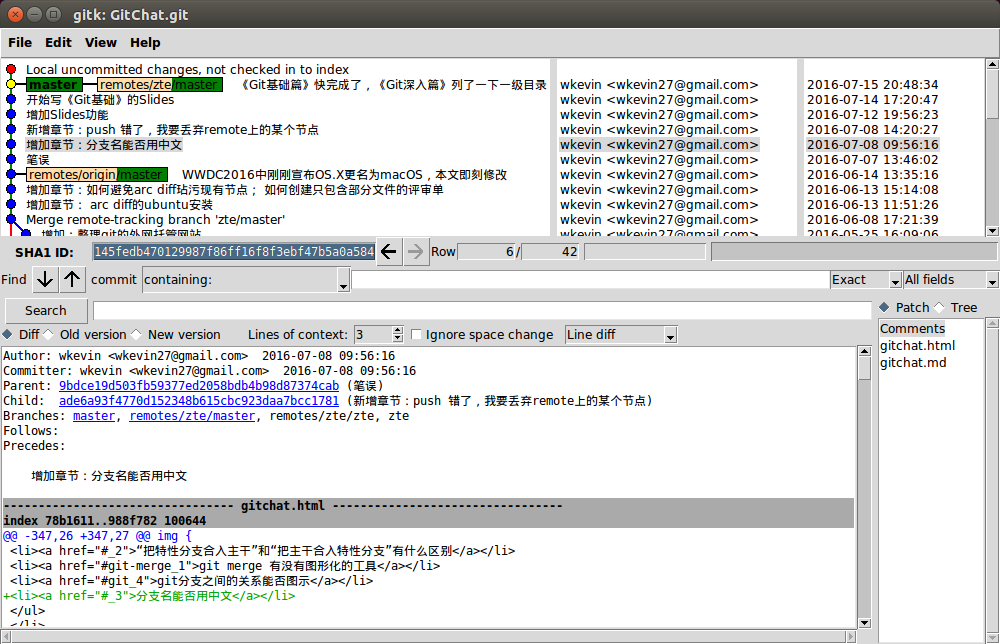 gitk: GitChat.git
File Edit View Help
Local uncommitted changes, not checked in to index
master remotes/zte/master 《Git基础篇》快完成了，《Git深入篇》列了一下一级目录 wkevin <wkevin27@gmail.com> 2016-07-15 20:48:34
开始写《Git基础》的Slides wkevin <wkevin27@gmail.com> 2016-07-14 17:20:47
增加Slides功能 wkevin <wkevin27@gmail.com> 2016-07-12 19:56:23
新增章节：push 错了，我要丢弃remote上的某个节点 wkevin <wkevin27@gmail.com> 2016-07-08 14:20:27
增加章节：分支名能否用中文 wkevin <wkevin27@gmail.com> 2016-07-08 09:56:16
笔误 wkevin <wkevin27@gmail.com> 2016-07-07 13:46:02
remotes/origin/master WWDC2016中刚刚宣布OS.X更名为macOS，本文即刻修改 wkevin <wkevin27@gmail.com> 2016-06-14 13:35:16
增加章节：如何避免arc diff玷污现有节点； 如何创建只包含部分文件的评审单 wkevin <wkevin27@gmail.com> 2016-06-13 15:14:08
增加章节： arc diff的ubuntu安装 wkevin <wkevin27@gmail.com> 2016-06-13 11:51:26
Merge remote-tracking branch 'zte/master' wkevin <wkevin27@gmail.com> 2016-06-08 17:21:39
增加：整理git的外网托管网站 wkevin <wkevin27@gmail.com> 2016-05-25 16:09:06
SHA1 ID: 145fedb470129987f86ff16f8f3ebf47b5a0a584 Row 6 / 42
Find commit containing: Exact All fields
Search Patch Tree
Diff Old version New version Lines of context: 3 Ignore space change Line diff
Comments
gitchat.html
gitchat.md
Author: wkevin <wkevin27@gmail.com>  2016-07-08 09:56:16
Committer: wkevin <wkevin27@gmail.com>  2016-07-08 09:56:16
Parent: 9bdce19d503fb59377ed2058bdb4b98d87374cab (笔误)
Child:  ade6a93f4770d152348b615cbc923daa7bcc1781 (新增章节：push 错了，我要丢弃remote上的某个节点)
Branches: master, remotes/zte/master, remotes/zte/zte, zte
Follows:
Precedes:
增加章节：分支名能否用中文
--------------------------------- gitchat.html ---------------------------------
index 78b1611..988f782 100644
@@ -347,26 +347,27 @@ img {
<li><a href="#_2">“把特性分支合入主干”和“把主干合入特性分支”有什么区别</a></li>
<li><a href="#git-merge_1">git merge 有没有图形化的工具</a></li>
<li><a href="#git_4">git分支之间的关系能否图示</a></li>
+<li><a href="#_3">分支名能否用中文</a></li>
</ul>
</li>